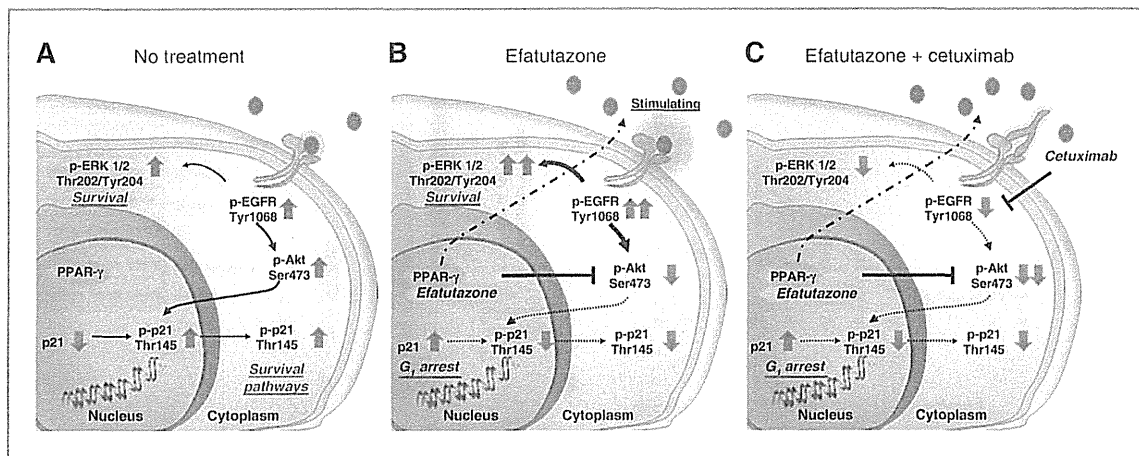 A
No treatment
p-ERK 1/2
Thr202/Tyr204
Survival
p-EGFR
Tyr1068
PPAR-γ
p-Akt
Ser473
p21
p-p21
Thr145
p-p21
Thr145
Survival
pathways
Nucleus
Cytoplasm
B
Efatutazone
Stimulating
p-ERK 1/2
Thr202/Tyr204
Survival
p-EGFR
Tyr1068
PPAR-γ
Efatutazone
p-Akt
Ser473
p21
p-p21
Thr145
p-p21
Thr145
G1 arrest
Nucleus
Cytoplasm
C
Efatutazone + cetuximab
Cetuximab
p-ERK 1/2
Thr202/Tyr204
p-EGFR
Tyr1068
PPAR-γ
Efatutazone
p-Akt
Ser473
p21
p-p21
Thr145
p-p21
Thr145
G1 arrest
Nucleus
Cytoplasm